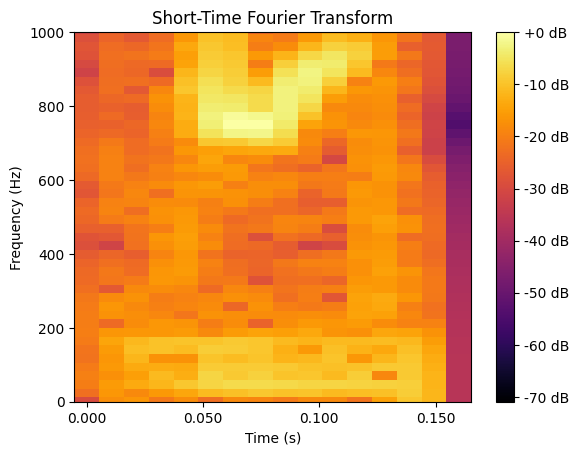 Short-Time Fourier Transform
1000
800
600
400
200
0
Frequency (Hz)
0.000
0.050
0.100
0.150
Time (s)
+0 dB
-10 dB
-20 dB
-30 dB
-40 dB
-50 dB
-60 dB
-70 dB